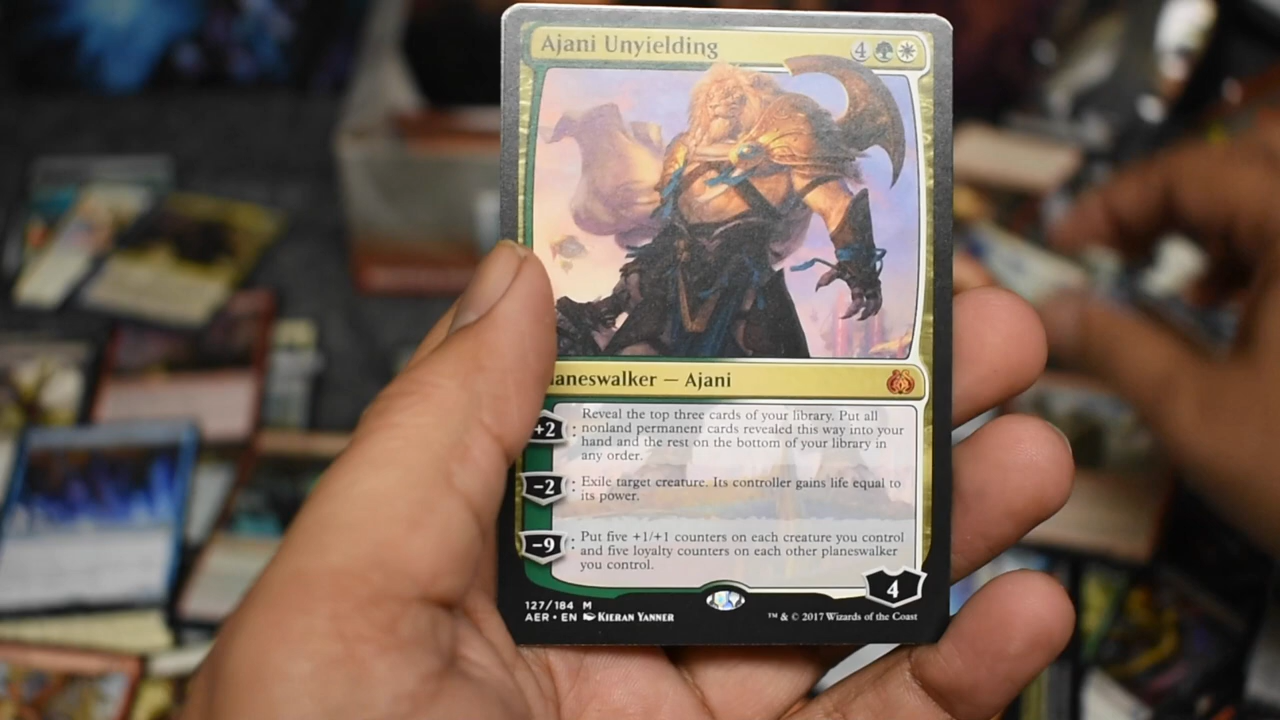 Ajani Unyielding 4
laneswalker — Ajani
+2 : Reveal the top three cards of your library. Put all
nonland permanent cards revealed this way into your
hand and the rest on the bottom of your library in
any order.
−2 : Exile target creature. Its controller gains life equal to
its power.
−9 : Put five +1/+1 counters on each creature you control
and five loyalty counters on each other planeswalker
you control.
4
127/184 M
AER • EN KIERAN YANNER
™ & © 2017 Wizards of the Coast